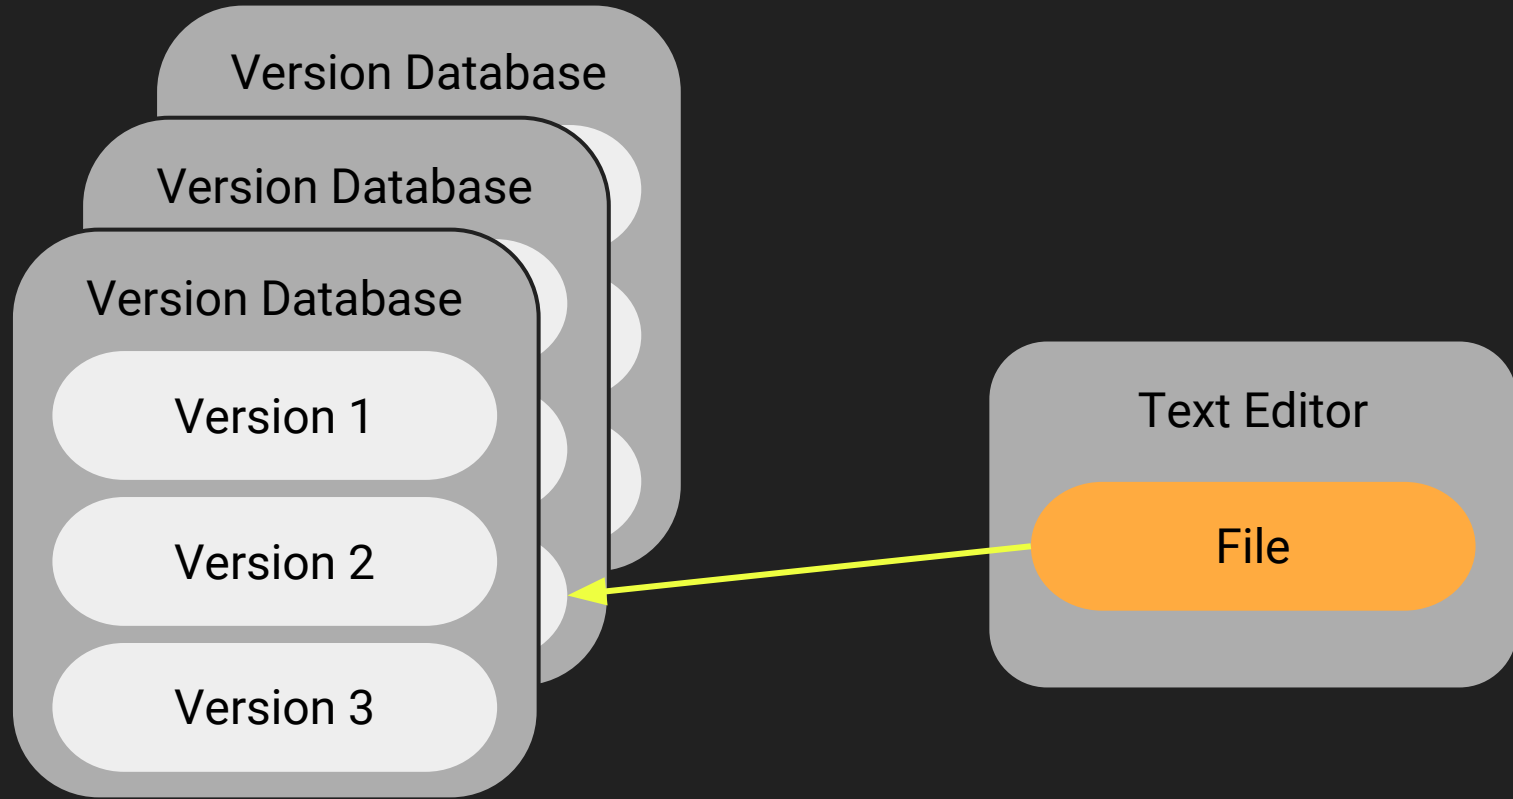 Version Database
Version Database
Version Database
Version 1
Version 2
Version 3
Text Editor
File